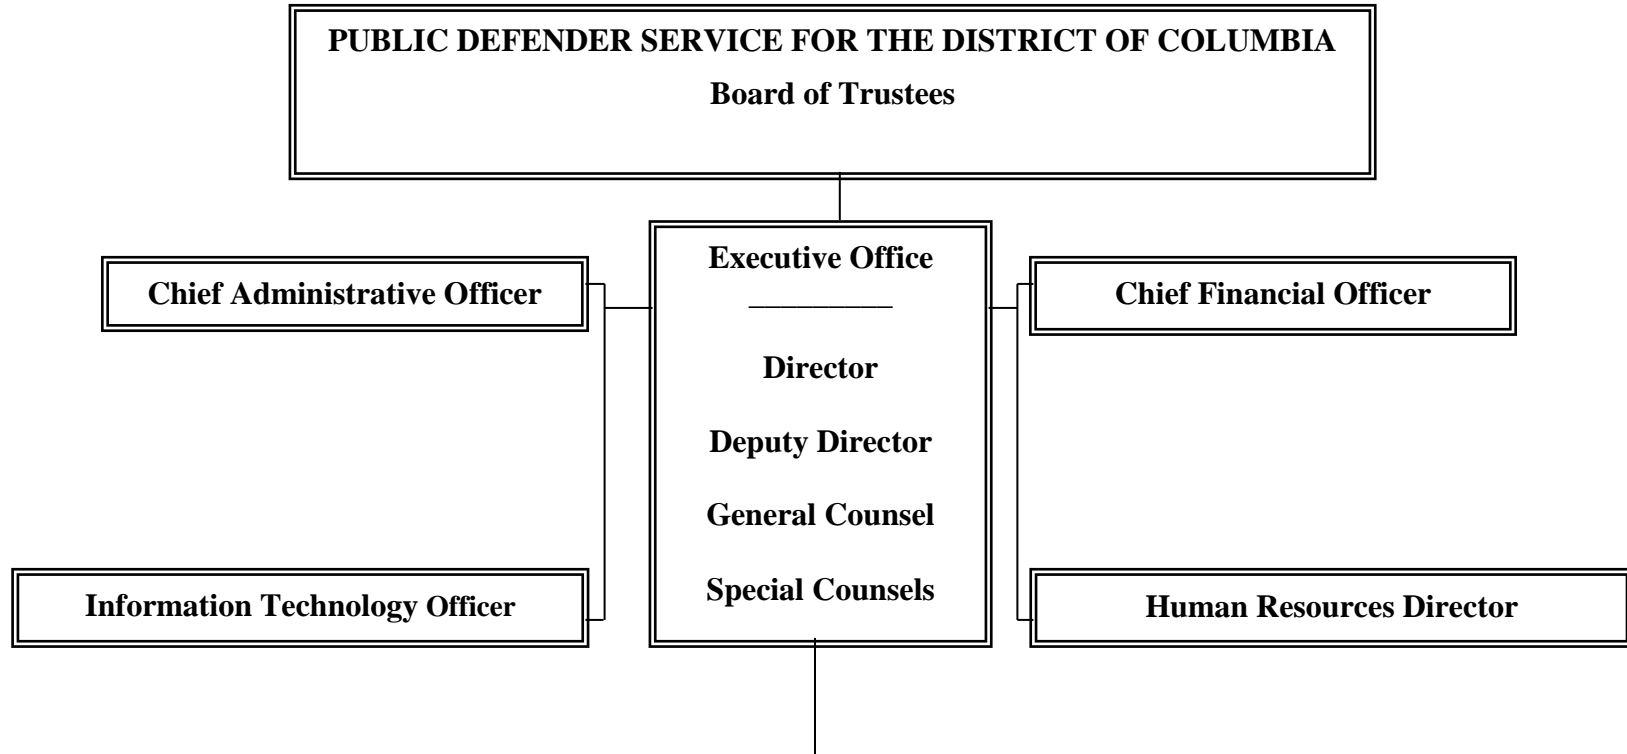 PUBLIC DEFENDER SERVICE FOR THE DISTRICT OF COLUMBIA
Board of Trustees
Executive Office
Chief Administrative Officer
Chief Financial Officer
Director
Deputy Director
General Counsel
Special Counsels
Information Technology Officer
Human Resources Director